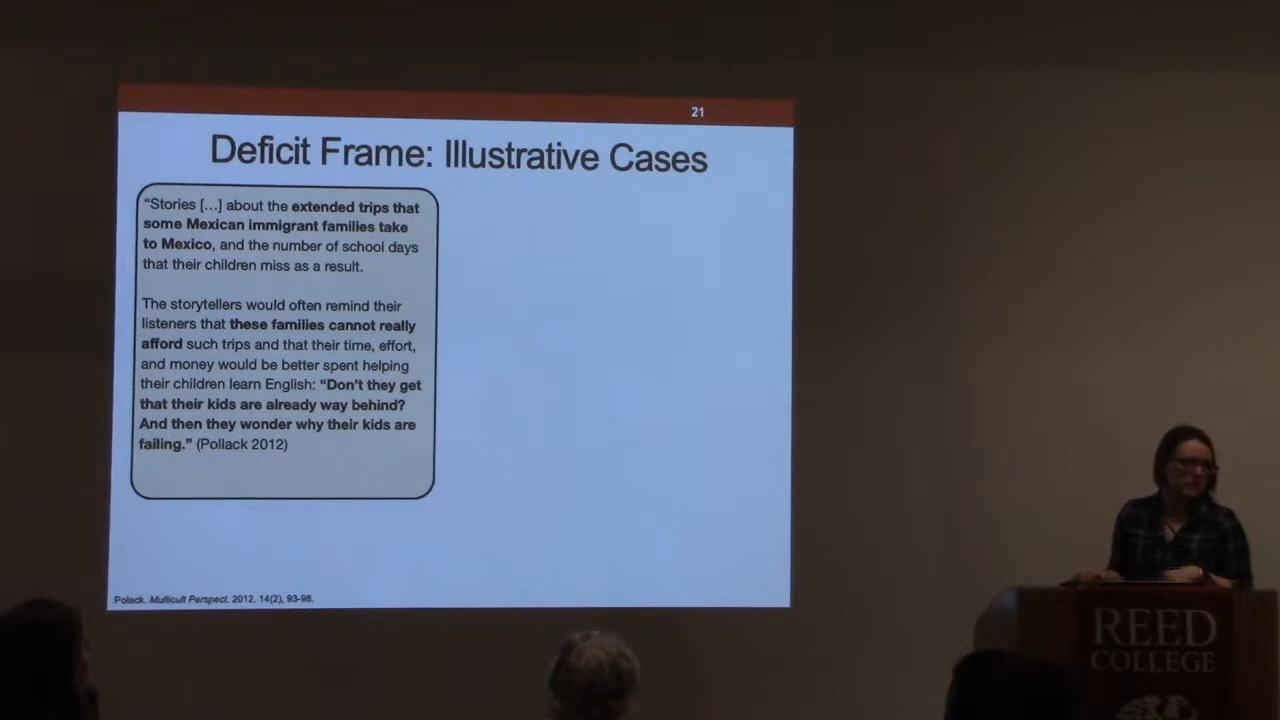 21
Deficit Frame: Illustrative Cases
“Stories [...] about the extended trips that
some Mexican immigrant families take
to Mexico, and the number of school days
that their children miss as a result.
The storytellers would often remind their
listeners that these families cannot really
afford such trips and that their time, effort,
and money would be better spent helping
their children learn English: “Don’t they get
that their kids are already way behind?
And then they wonder why their kids are
failing.” (Pollack 2012)
Polack. Multicult Perspect. 2012. 14(2), 93-98.
REED
COLLEGE